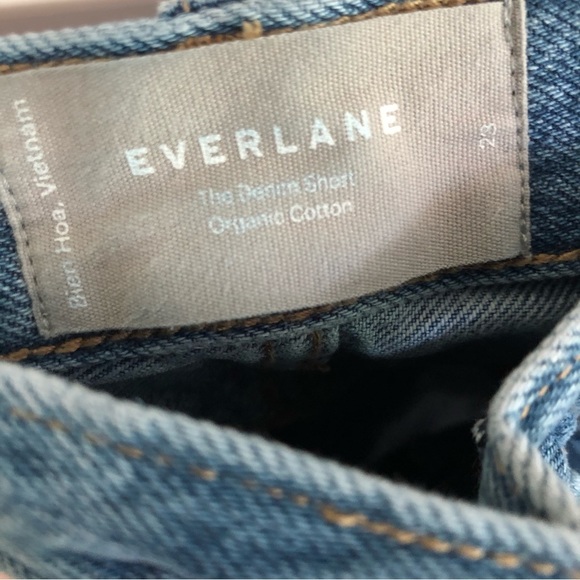 EVERLANE
The Denim Short
Organic Cotton
Bien Hoa, Vietnam
23